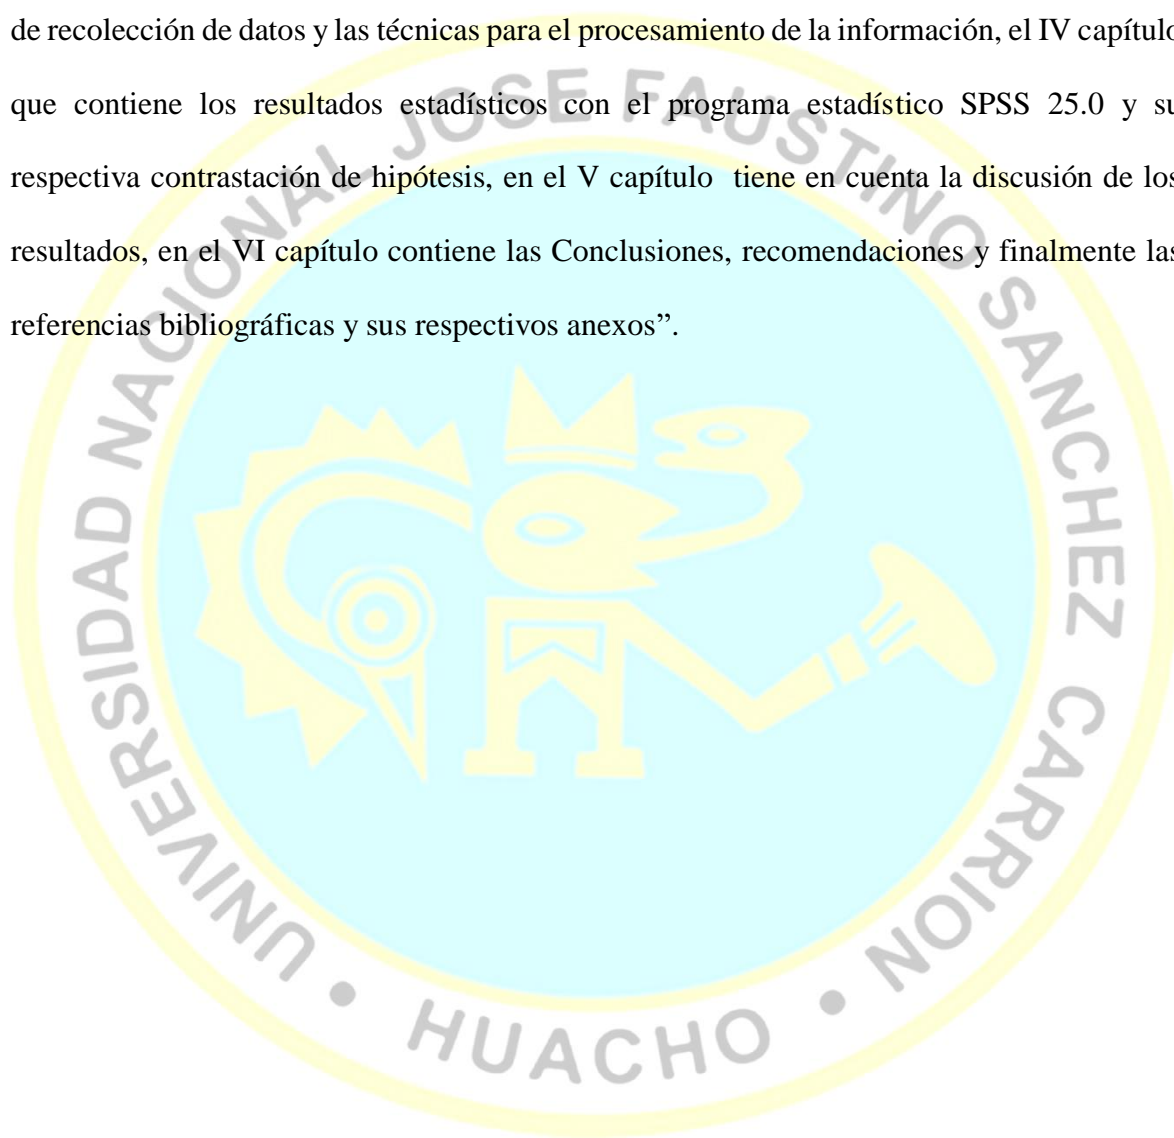 de recolección de datos y las técnicas para el procesamiento de la información, el IV capítulo
que contiene los resultados estadísticos con el programa estadístico SPSS 25.0 y su
respectiva contrastación de hipótesis, en el V capítulo tiene en cuenta la discusión de los
resultados, en el VI capítulo contiene las Conclusiones, recomendaciones y finalmente las
referencias bibliográficas y sus respectivos anexos”.
UNIVERSIDAD NACIONAL JOSE FAUSTINO SANCHEZ CARRION • HUACHO •